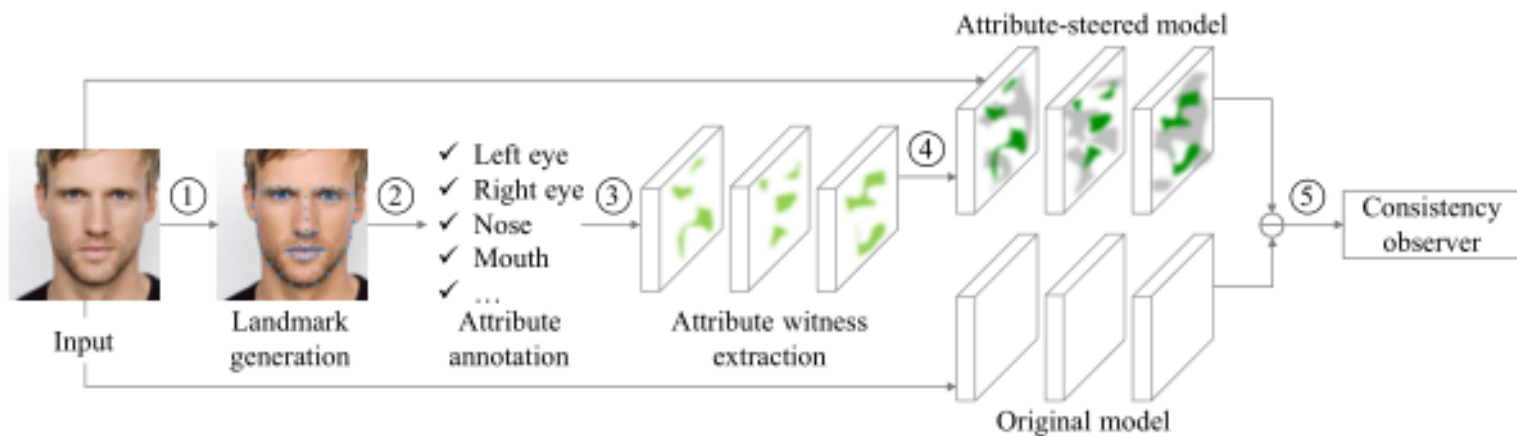 Attribute-steered model
①
②
✓ Left eye
✓ Right eye
✓ Nose
✓ Mouth
✓ ...
③
④
⑤
Consistency
observer
Input
Landmark
generation
Attribute
annotation
Attribute witness
extraction
Original model